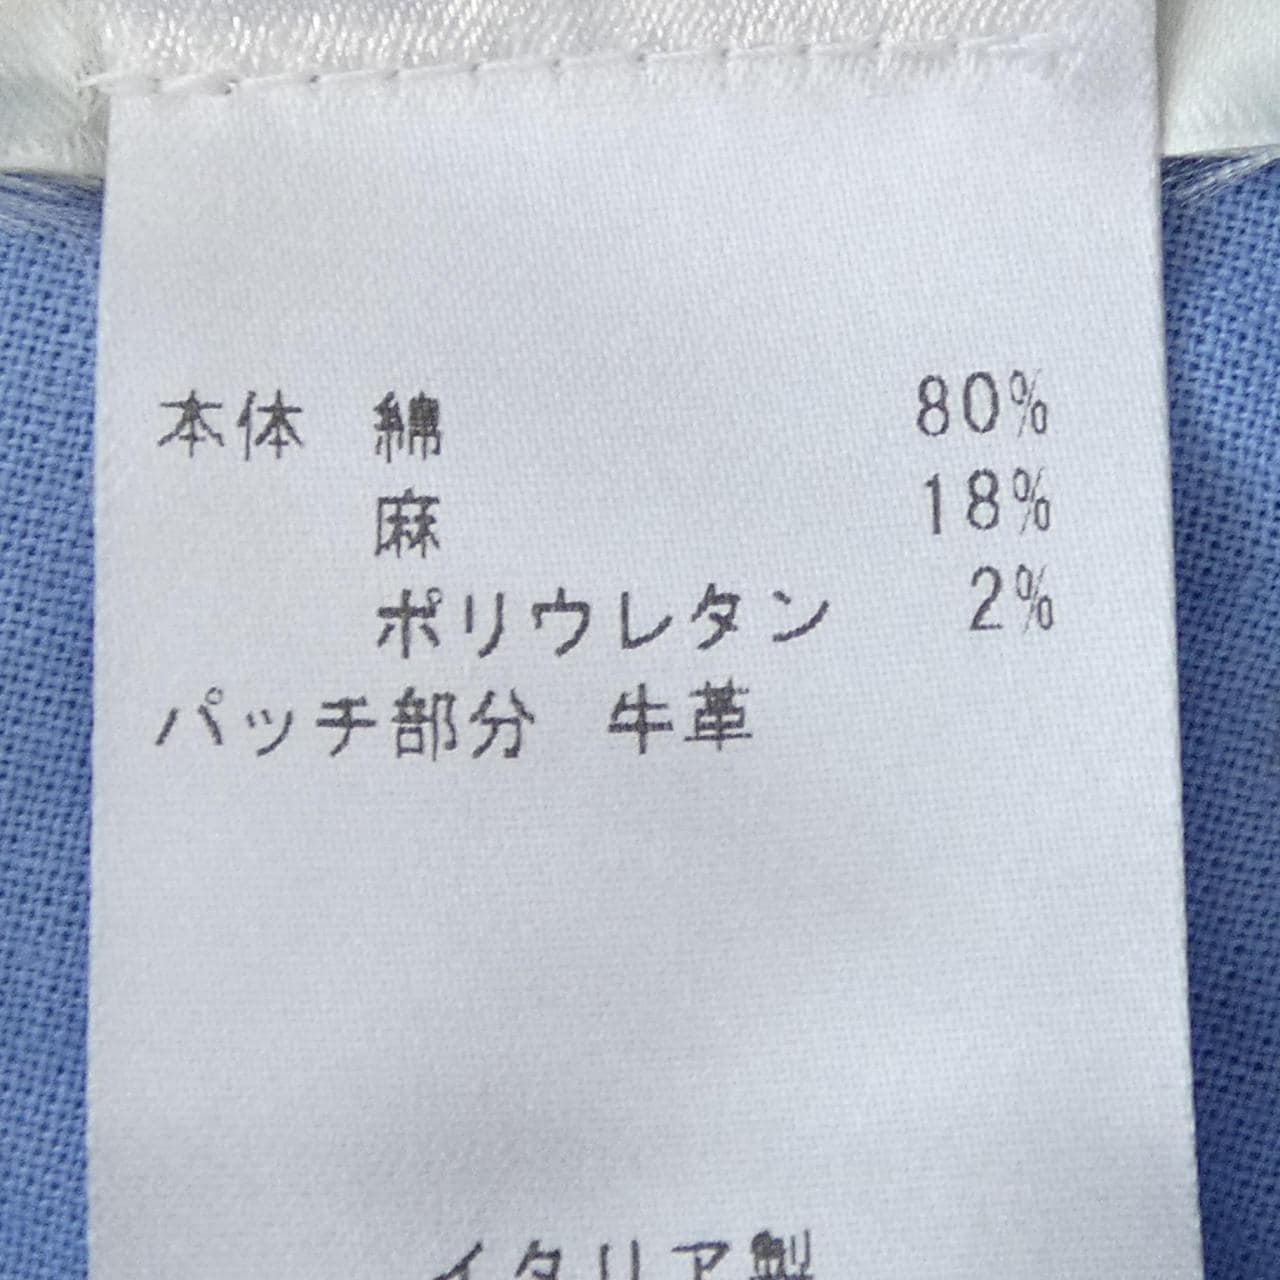 本体 綿 80%
麻 18%
ポリウレタン 2%
パッチ部分 牛革
イタリア製